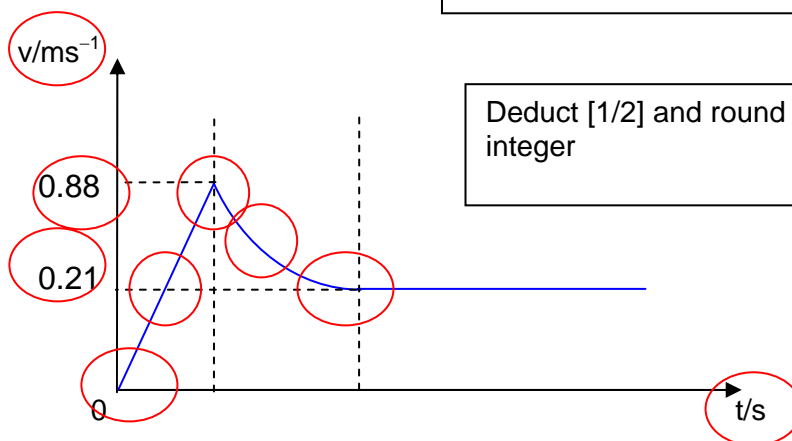 v/ms⁻¹
Deduct [1/2] and round
integer
0.88
0.21
0
t/s